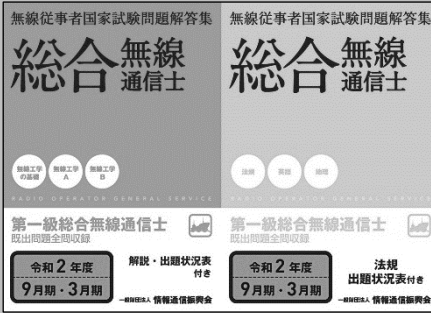 無線従事者国家試験問題解答集
総合無線通信士
無線工学の基礎
無線工学A
無線工学B
RADIO OPERATOR GENERAL SERVICE
第一級総合無線通信士
既出問題全問収録
令和2年度
9月期・3月期
解説・出題状況表
付き
一般財団法人 情報通信振興会
無線従事者国家試験問題解答集
総合無線通信士
法規
英語
地理
RADIO OPERATOR GENERAL SERVICE
第一級総合無線通信士
既出問題全問収録
令和2年度
9月期・3月期
法規
出題状況表付き
一般財団法人 情報通信振興会